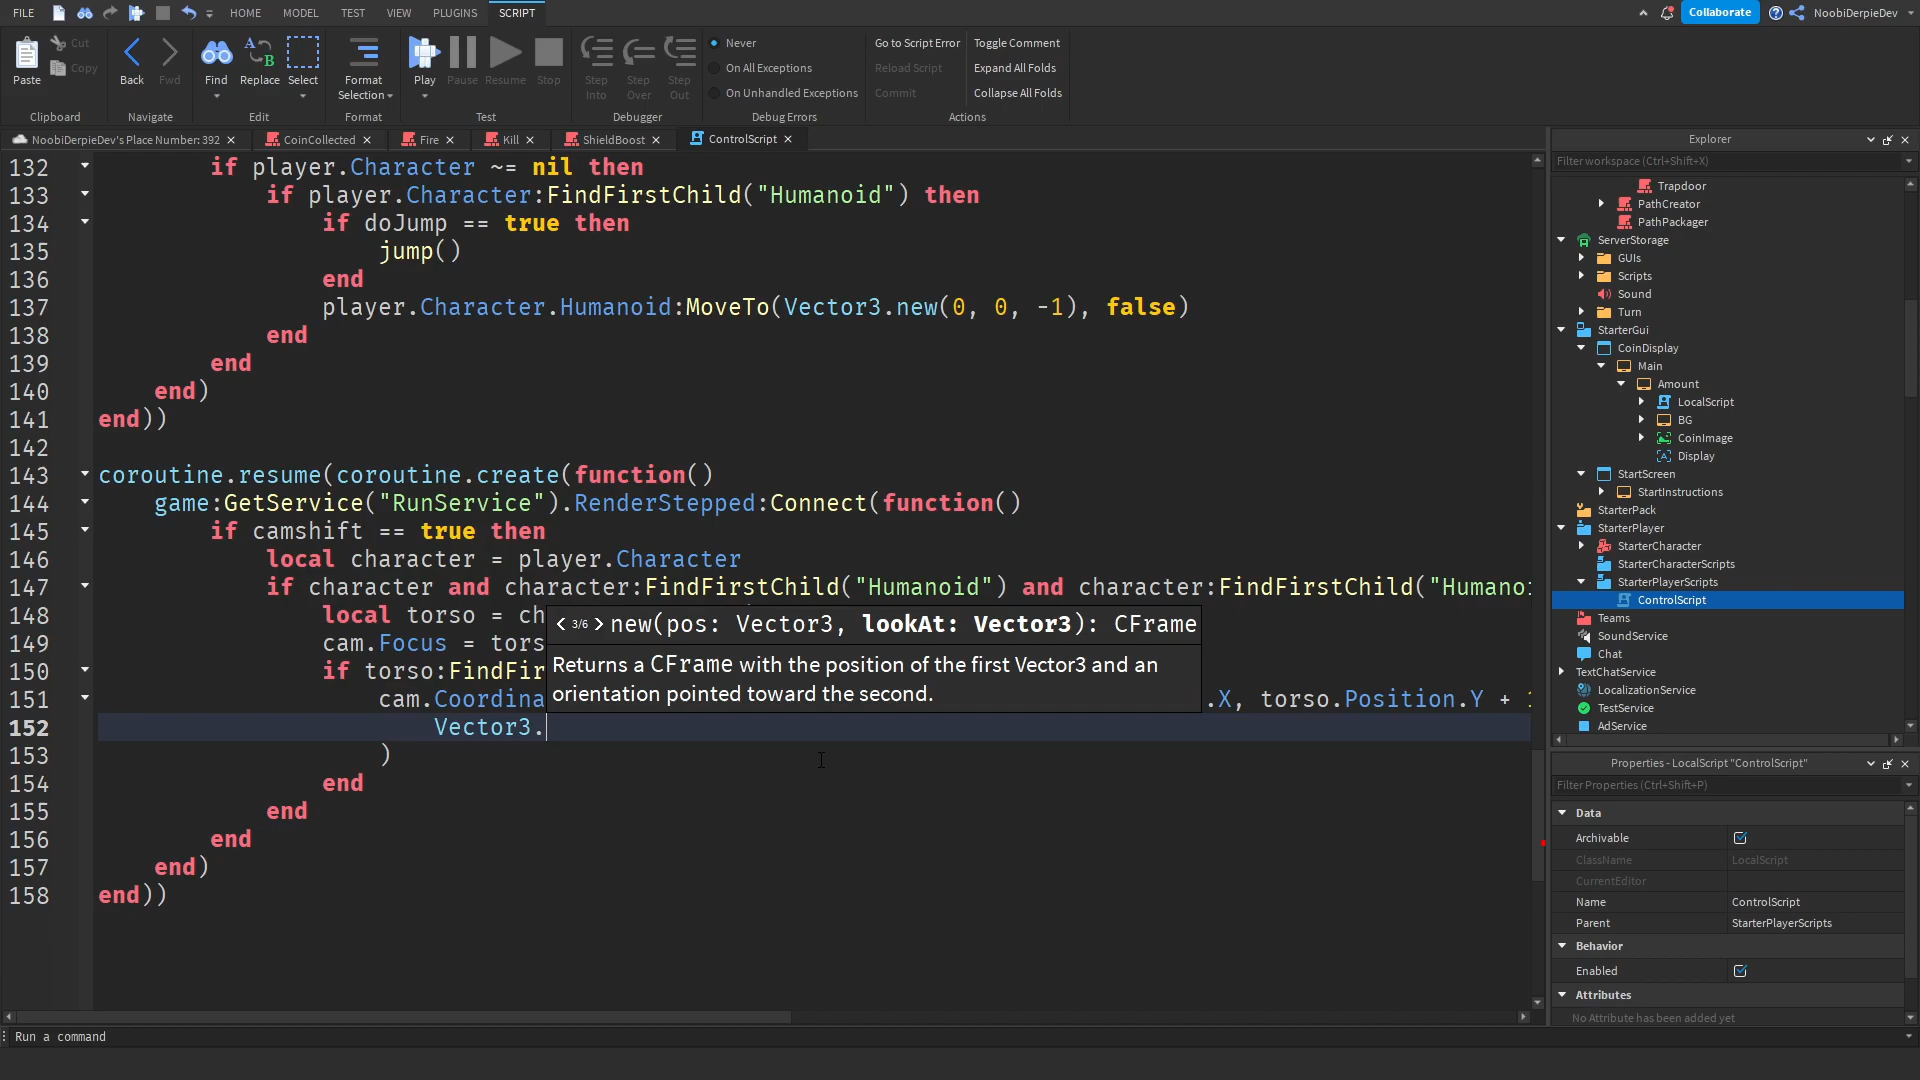 FILE HOME MODEL TEST VIEW PLUGINS SCRIPT Collaborate NoobiDerpieDev
Paste Cut Copy Back Fwd Find Replace Select Format Selection Play Pause Resume Stop Step Into Step Over Step Out
Never Go to Script Error Toggle Comment
On All Exceptions Reload Script Expand All Folds
On Unhandled Exceptions Commit Collapse All Folds
Clipboard Navigate Edit Format Test Debugger Debug Errors Actions
NoobiDerpieDev's Place Number: 392 CoinCollected Fire Kill ShieldBoost ControlScript
132 if player.Character ~= nil then
133 if player.Character:FindFirstChild("Humanoid") then
134 if doJump == true then
135 jump()
136 end
137 player.Character.Humanoid:MoveTo(Vector3.new(0, 0, -1), false)
138 end
139 end
140 end)
141 end))
142
143 coroutine.resume(coroutine.create(function()
144 game:GetService("RunService").RenderStepped:Connect(function()
145 if camshift == true then
146 local character = player.Character
147 if character and character:FindFirstChild("Humanoid") and character:FindFirstChild("Humanoi
148 local torso = ch
149 cam.Focus = tors
150 if torso:FindFir
151 cam.Coordina .X, torso.Position.Y + 1
152 Vector3.
153 )
154 end
155 end
156 end
157 end)
158 end))
< 3/6 > new(pos: Vector3, lookAt: Vector3): CFrame
Returns a CFrame with the position of the first Vector3 and an
orientation pointed toward the second.
Run a command
Explorer
Filter workspace (Ctrl+Shift+X)
Trapdoor
PathCreator
PathPackager
ServerStorage
GUIs
Scripts
Sound
Turn
StarterGui
CoinDisplay
Main
Amount
LocalScript
BG
CoinImage
Display
StartScreen
StartInstructions
StarterPack
StarterPlayer
StarterCharacter
StarterCharacterScripts
StarterPlayerScripts
ControlScript
Teams
SoundService
Chat
TextChatService
LocalizationService
TestService
AdService
Properties - LocalScript "ControlScript"
Filter Properties (Ctrl+Shift+P)
Data
Archivable
ClassName LocalScript
CurrentEditor
Name ControlScript
Parent StarterPlayerScripts
Behavior
Enabled
Attributes
No Attribute has been added yet